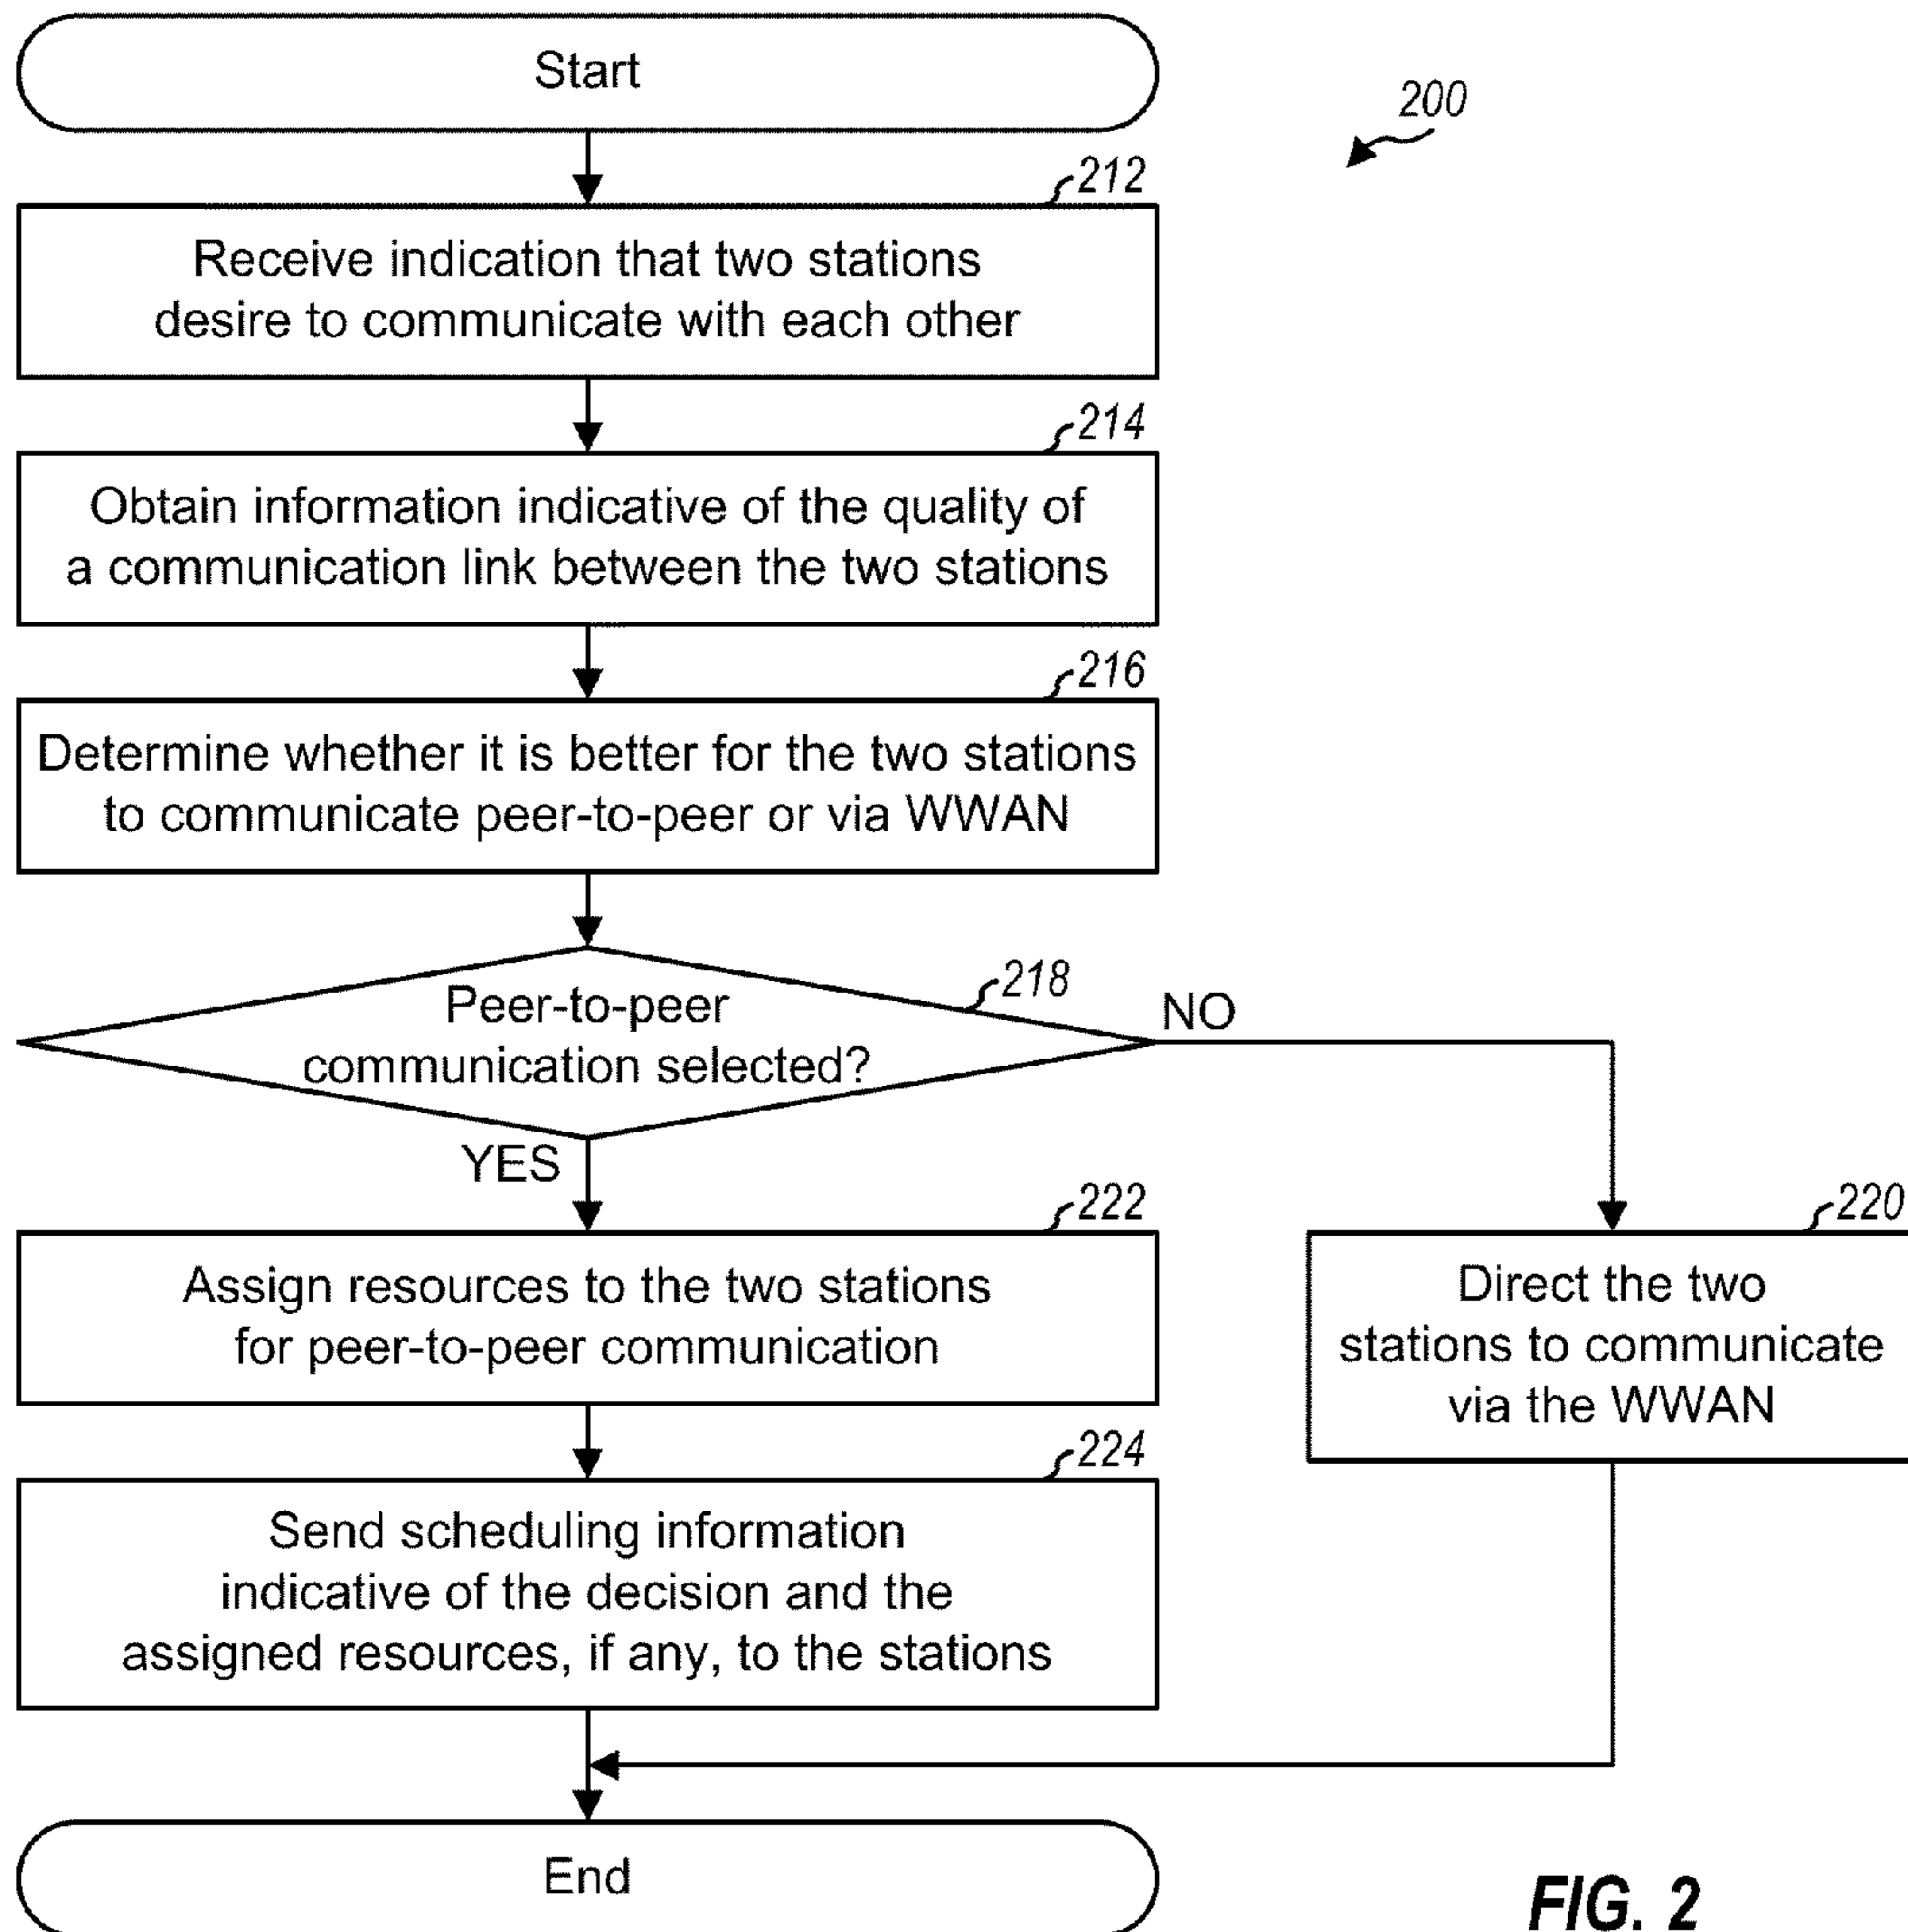 Start
200
212
Receive indication that two stations
desire to communicate with each other
214
Obtain information indicative of the quality of
a communication link between the two stations
216
Determine whether it is better for the two stations
to communicate peer-to-peer or via WWAN
218
Peer-to-peer
communication selected?
NO
YES
222
Assign resources to the two stations
for peer-to-peer communication
220
Direct the two
stations to communicate
via the WWAN
224
Send scheduling information
indicative of the decision and the
assigned resources, if any, to the stations
End
FIG. 2